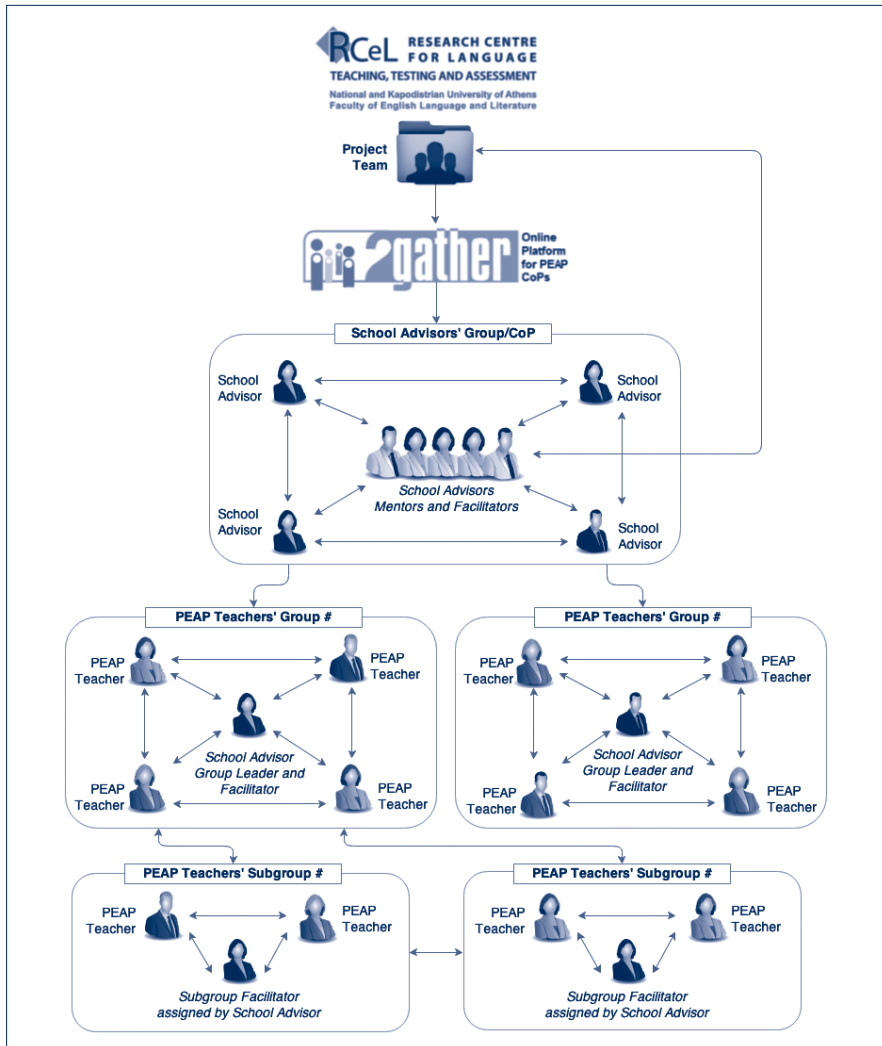 RCeL RESEARCH CENTRE
FOR LANGUAGE
TEACHING, TESTING AND ASSESSMENT
National and Kapodistrian University of Athens
Faculty of English Language and Literature
Project
Team
2gather
Online
Platform
for PEAP
CoPs
School Advisors' Group/CoP
School
Advisor
School
Advisor
School Advisors
Mentors and Facilitators
School
Advisor
School
Advisor
PEAP Teachers' Group #
PEAP
Teacher
PEAP
Teacher
School Advisor
Group Leader and
Facilitator
PEAP
Teacher
PEAP
Teacher
PEAP Teachers' Group #
PEAP
Teacher
PEAP
Teacher
School Advisor
Group Leader and
Facilitator
PEAP
Teacher
PEAP
Teacher
PEAP Teachers' Subgroup #
PEAP
Teacher
PEAP
Teacher
Subgroup Facilitator
assigned by School Advisor
PEAP Teachers' Subgroup #
PEAP
Teacher
PEAP
Teacher
Subgroup Facilitator
assigned by School Advisor